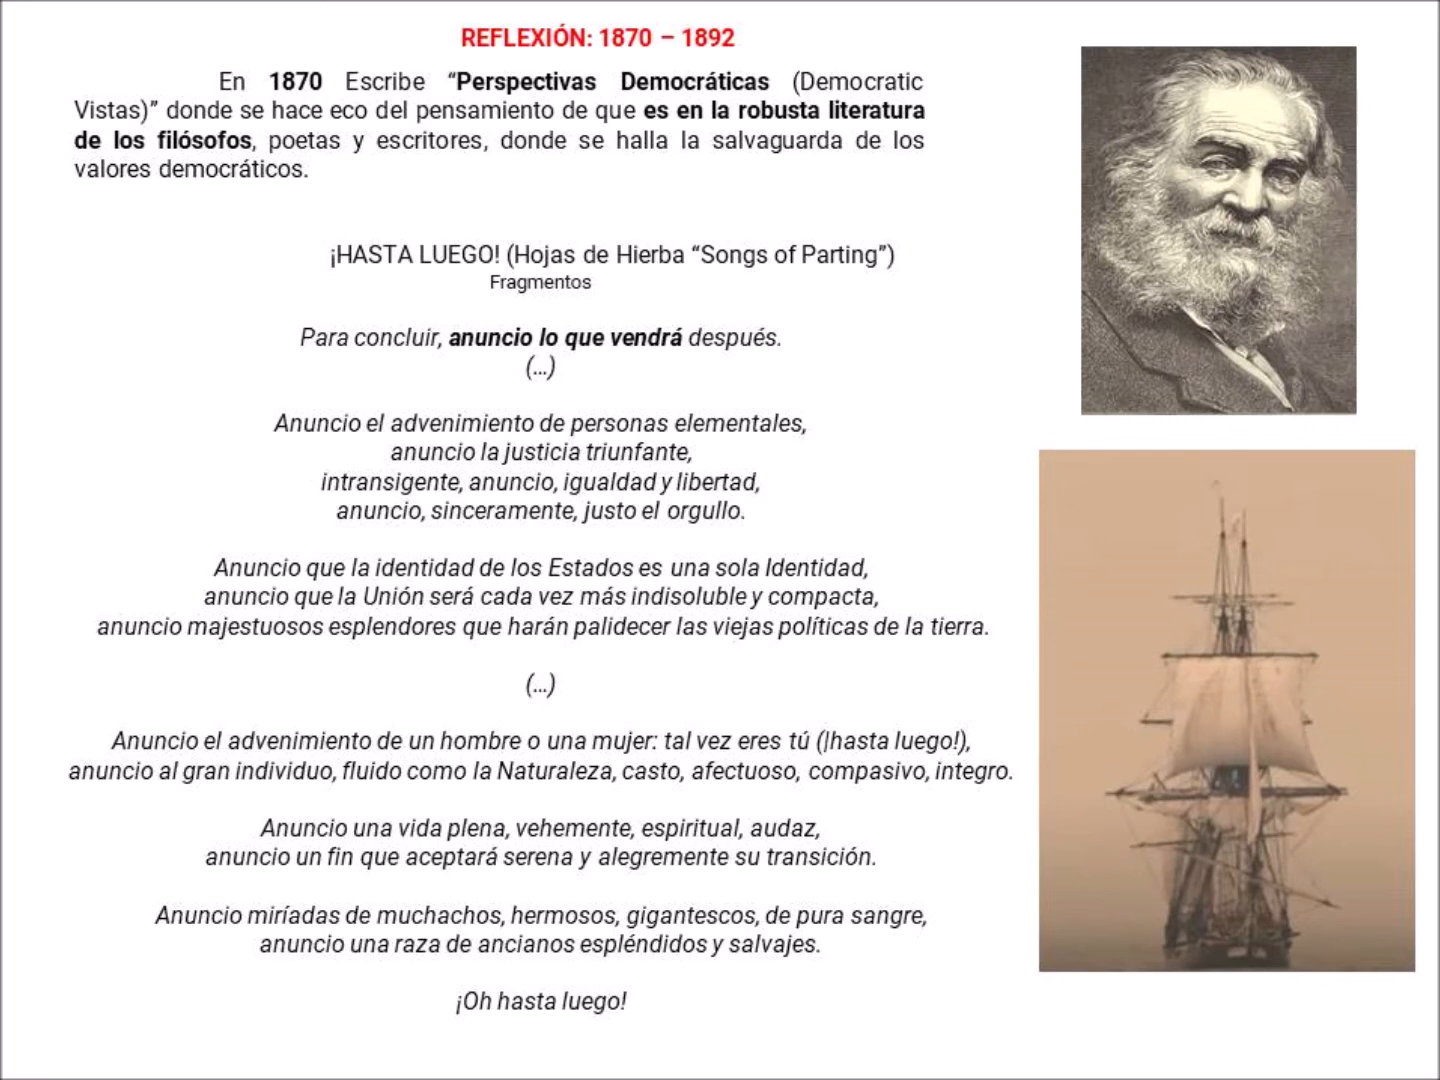 REFLEXIÓN: 1870 – 1892
En 1870 Escribe “Perspectivas Democráticas (Democratic
Vistas)” donde se hace eco del pensamiento de que es en la robusta literatura
de los filósofos, poetas y escritores, donde se halla la salvaguarda de los
valores democráticos.
¡HASTA LUEGO! (Hojas de Hierba “Songs of Parting”)
Fragmentos
Para concluir, anuncio lo que vendrá después.
(...)
Anuncio el advenimiento de personas elementales,
anuncio la justicia triunfante,
intransigente, anuncio, igualdad y libertad,
anuncio, sinceramente, justo el orgullo.
Anuncio que la identidad de los Estados es una sola Identidad,
anuncio que la Unión será cada vez más indisoluble y compacta,
anuncio majestuosos esplendores que harán palidecer las viejas políticas de la tierra.
(...)
Anuncio el advenimiento de un hombre o una mujer: tal vez eres tú (|hasta luego!),
anuncio al gran individuo, fluido como la Naturaleza, casto, afectuoso, compasivo, integro.
Anuncio una vida plena, vehemente, espiritual, audaz,
anuncio un fin que aceptará serena y alegremente su transición.
Anuncio miríadas de muchachos, hermosos, gigantescos, de pura sangre,
anuncio una raza de ancianos espléndidos y salvajes.
¡Oh hasta luego!